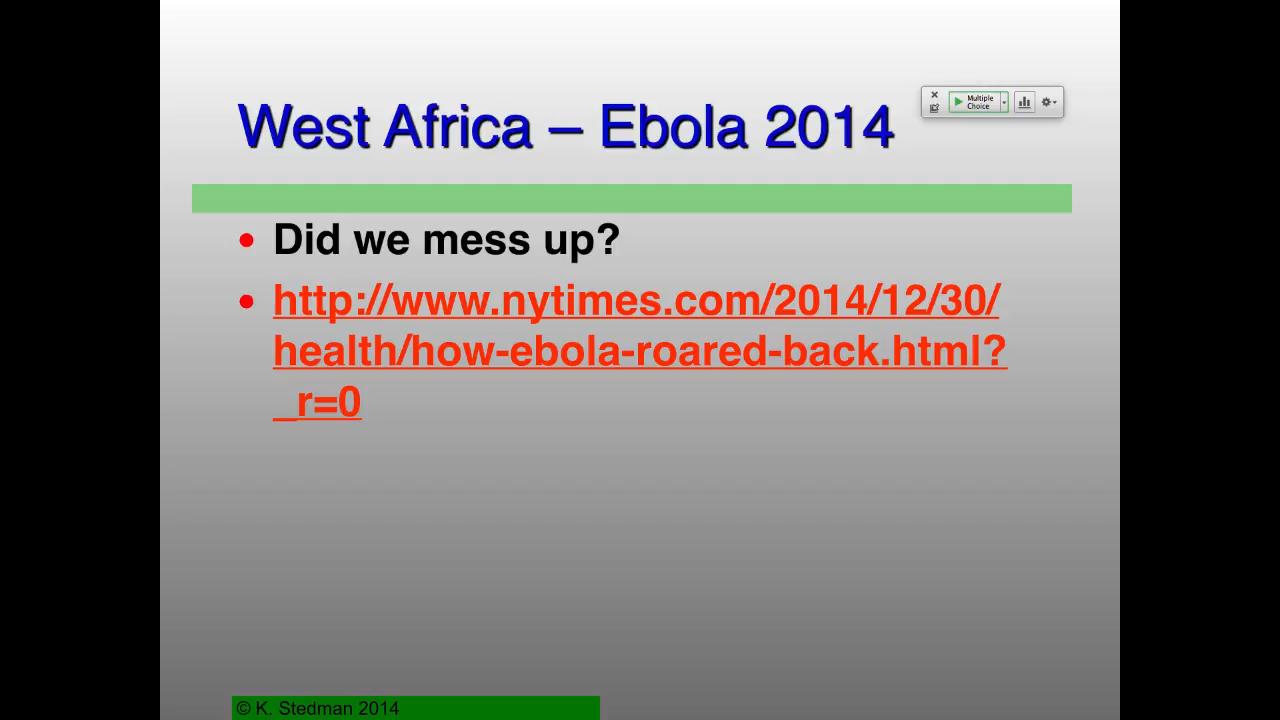 West Africa – Ebola 2014
Multiple
Choice
• Did we mess up?
• http://www.nytimes.com/2014/12/30/
health/how-ebola-roared-back.html?
_r=0
© K. Stedman 2014